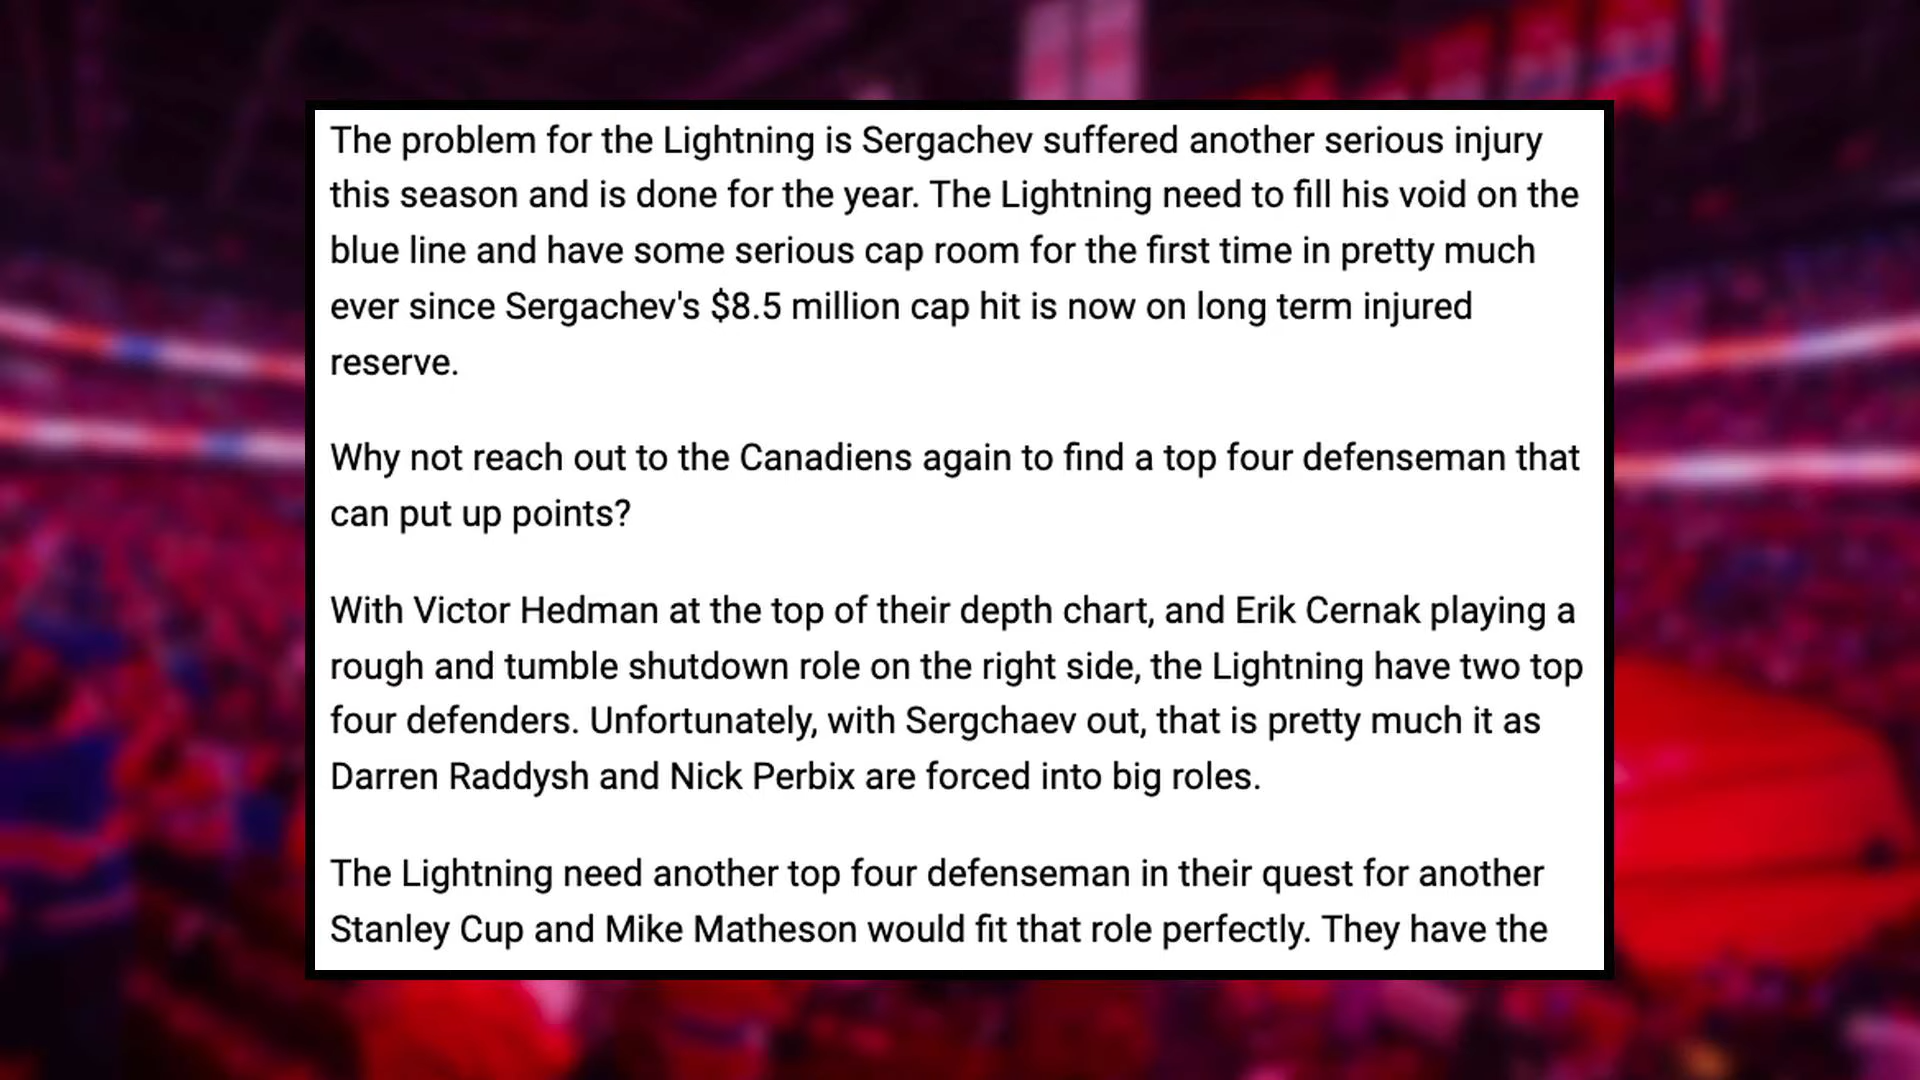 The problem for the Lightning is Sergachev suffered another serious injury
this season and is done for the year. The Lightning need to fill his void on the
blue line and have some serious cap room for the first time in pretty much
ever since Sergachev's $8.5 million cap hit is now on long term injured
reserve.
Why not reach out to the Canadiens again to find a top four defenseman that
can put up points?
With Victor Hedman at the top of their depth chart, and Erik Cernak playing a
rough and tumble shutdown role on the right side, the Lightning have two top
four defenders. Unfortunately, with Sergchaev out, that is pretty much it as
Darren Raddysh and Nick Perbix are forced into big roles.
The Lightning need another top four defenseman in their quest for another
Stanley Cup and Mike Matheson would fit that role perfectly. They have the